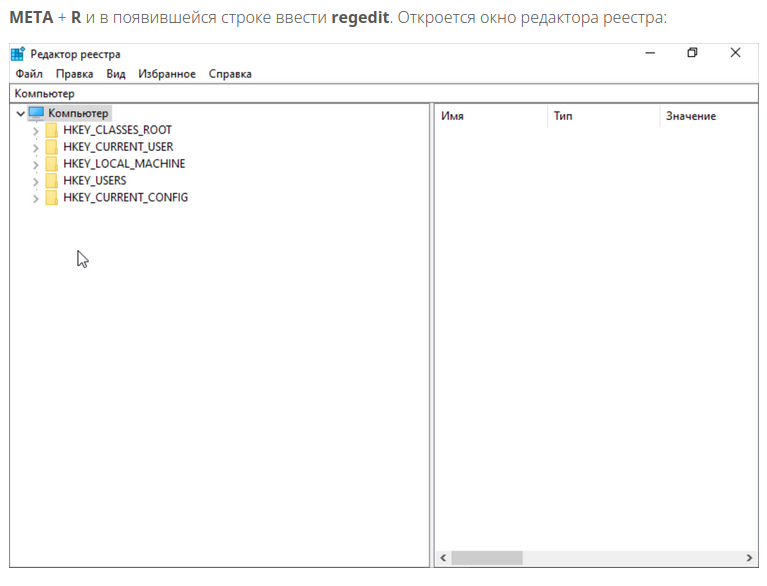 META + R и в появившейся строке ввести regedit. Откроется окно редактора реестра:
Редактор реестра
Файл Правка Вид Избранное Справка
Компьютер
Компьютер
HKEY_CLASSES_ROOT
HKEY_CURRENT_USER
HKEY_LOCAL_MACHINE
HKEY_USERS
HKEY_CURRENT_CONFIG
Имя Тип Значение